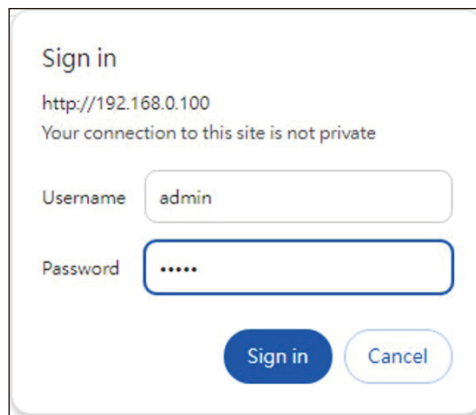 Sign in
http://192.168.0.100
Your connection to this site is not private
Username admin
Password •••••
Sign in Cancel